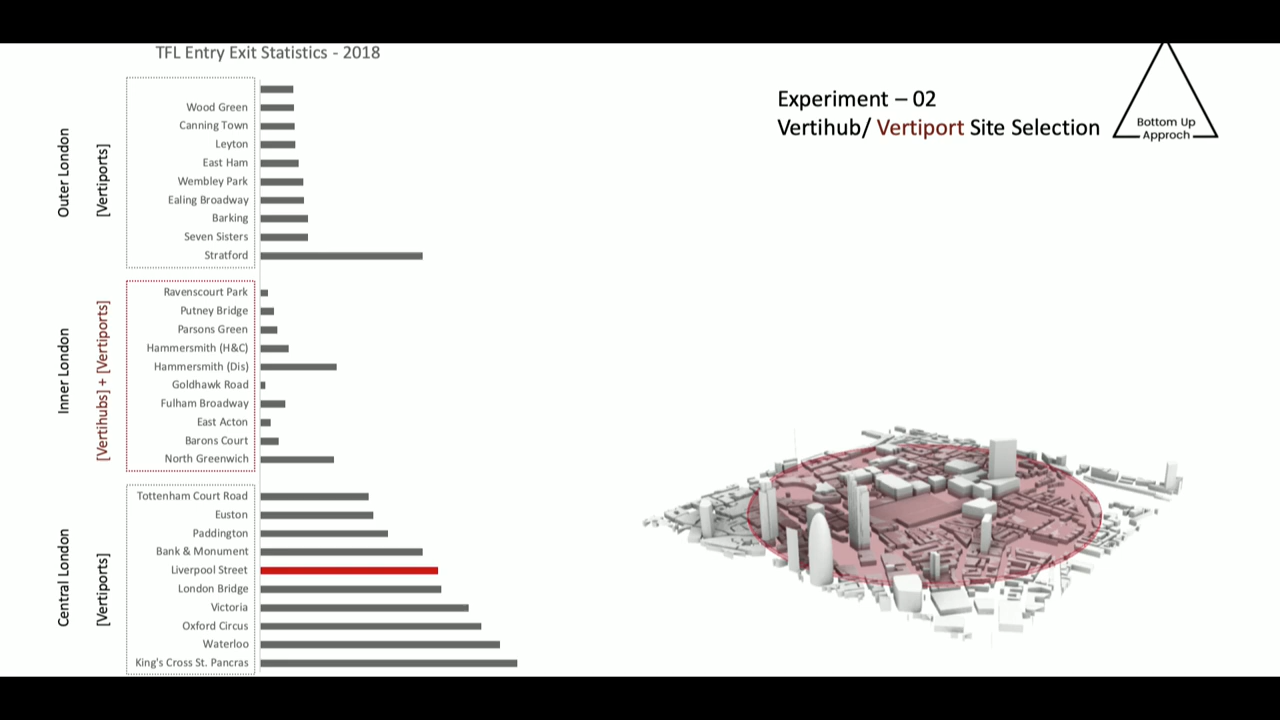 TFL Entry Exit Statistics - 2018
Outer London
[Vertiports]
Wood Green
Canning Town
Leyton
East Ham
Wembley Park
Ealing Broadway
Barking
Seven Sisters
Stratford
Inner London
[Vertihubs] + [Vertiports]
Ravenscourt Park
Putney Bridge
Parsons Green
Hammersmith (H&C)
Hammersmith (Dis)
Goldhawk Road
Fulham Broadway
East Acton
Barons Court
North Greenwich
Central London
[Vertiports]
Tottenham Court Road
Euston
Paddington
Bank & Monument
Liverpool Street
London Bridge
Victoria
Oxford Circus
Waterloo
King's Cross St. Pancras
Experiment – 02
Vertihub/ Vertiport Site Selection
Bottom Up
Approch